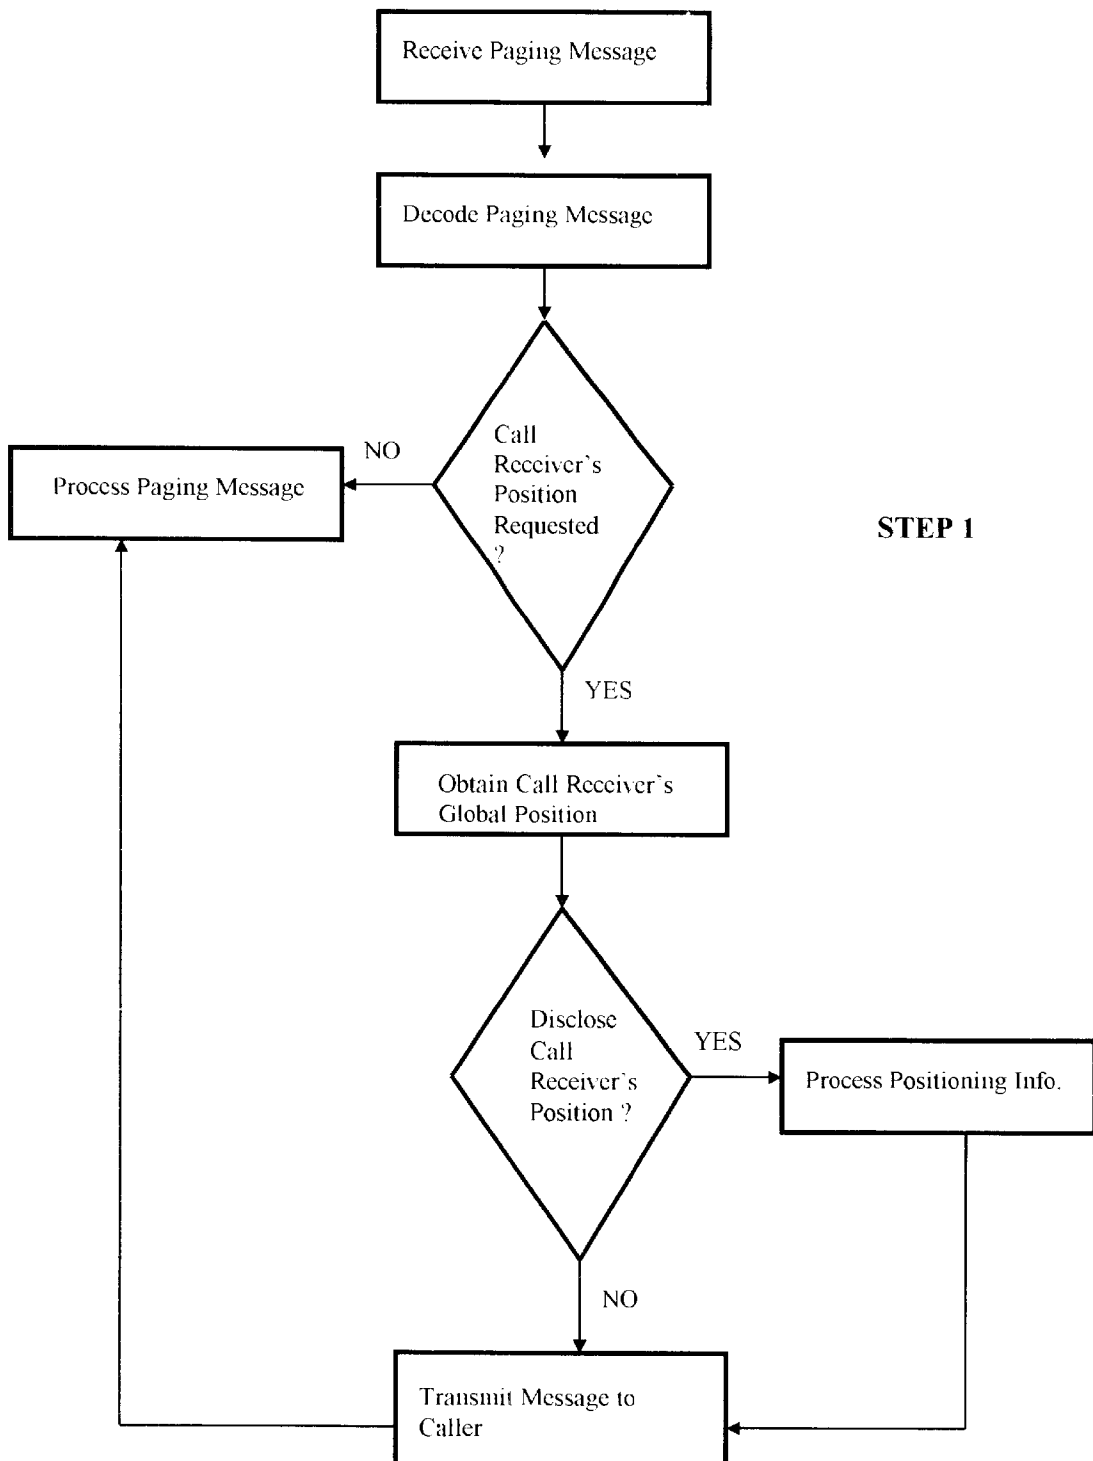 Receive Paging Message
Decode Paging Message
Call
Receiver's
Position
Requested
?
NO
Process Paging Message
STEP 1
YES
Obtain Call Receiver's
Global Position
Disclose
Call
Receiver's
Position ?
YES
Process Positioning Info.
NO
Transmit Message to
Caller